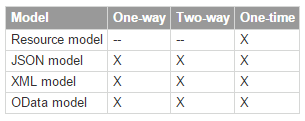 Model One-way Two-way One-time
Resource model -- -- X
JSON model X X X
XML model X X X
OData model X X X